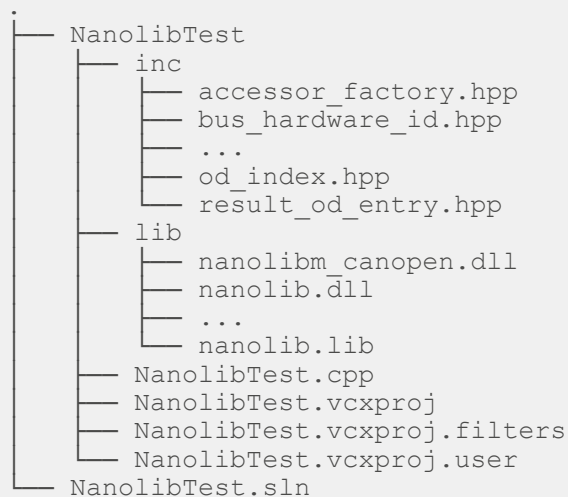 .
├── NanolibTest
│   ├── inc
│   │   ├── accessor_factory.hpp
│   │   ├── bus_hardware_id.hpp
│   │   ├── ...
│   │   ├── od_index.hpp
│   │   └── result_od_entry.hpp
│   ├── lib
│   │   ├── nanolibm_canopen.dll
│   │   ├── nanolib.dll
│   │   ├── ...
│   │   └── nanolib.lib
│   ├── NanolibTest.cpp
│   ├── NanolibTest.vcxproj
│   ├── NanolibTest.vcxproj.filters
│   └── NanolibTest.vcxproj.user
└── NanolibTest.sln